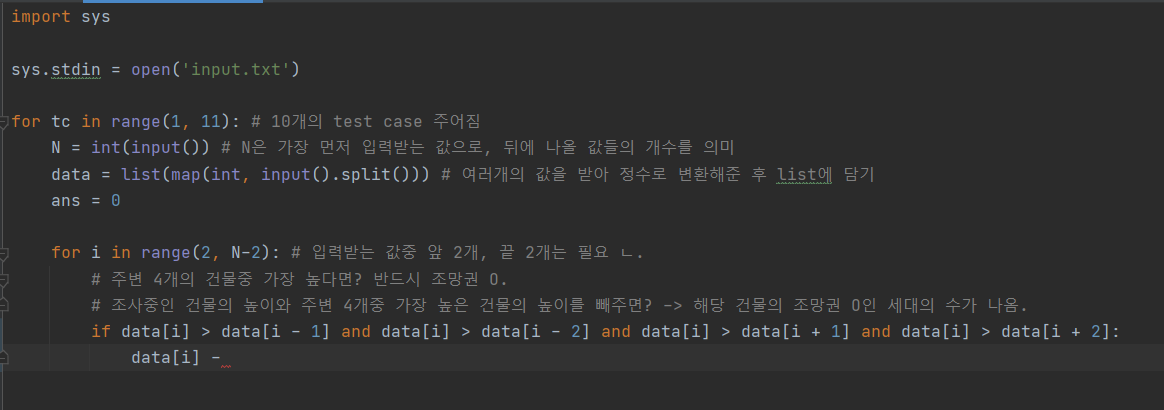 import sys
sys.stdin = open('input.txt')
for tc in range(1, 11): # 10개의 test case 주어짐
N = int(input()) # N은 가장 먼저 입력받는 값으로, 뒤에 나올 값들의 개수를 의미
data = list(map(int, input().split())) # 여러개의 값을 받아 정수로 변환해준 후 list에 담기
ans = 0
for i in range(2, N-2): # 입력받는 값중 앞 2개, 끝 2개는 필요 ㄴ.
# 주변 4개의 건물중 가장 높다면? 반드시 조망권 O.
# 조사중인 건물의 높이와 주변 4개중 가장 높은 건물의 높이를 빼주면? -> 해당 건물의 조망권 O인 세대의 수가 나옴.
if data[i] > data[i - 1] and data[i] > data[i - 2] and data[i] > data[i + 1] and data[i] > data[i + 2]:
data[i] -